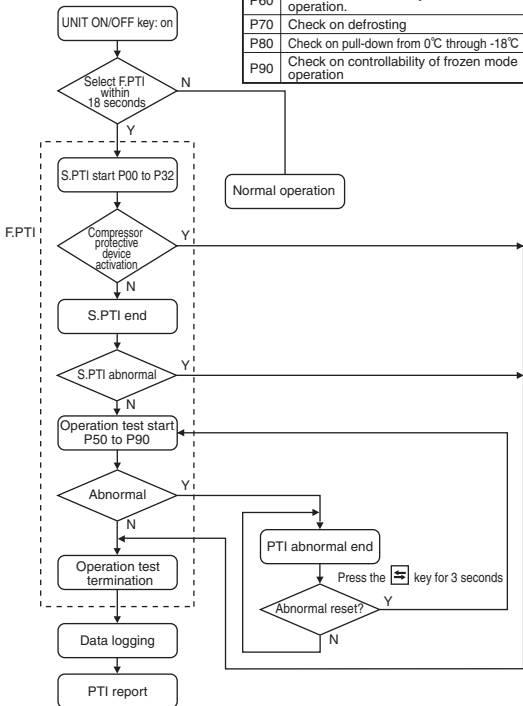 UNIT ON/OFF key: on
P60
operation.
P70 Check on defrosting
P80 Check on pull-down from 0℃ through -18℃
P90 Check on controllability of frozen mode
operation
Select F.PTI
within
18 seconds
N
Y
S.PTI start P00 to P32
Normal operation
F.PTI
Compressor
protective
device
activation
Y
N
S.PTI end
S.PTI abnormal
Y
N
Operation test start
P50 to P90
Abnormal
Y
N
PTI abnormal end
Operation test
termination
Press the key for 3 seconds
Abnormal reset?
Y
N
Data logging
PTI report